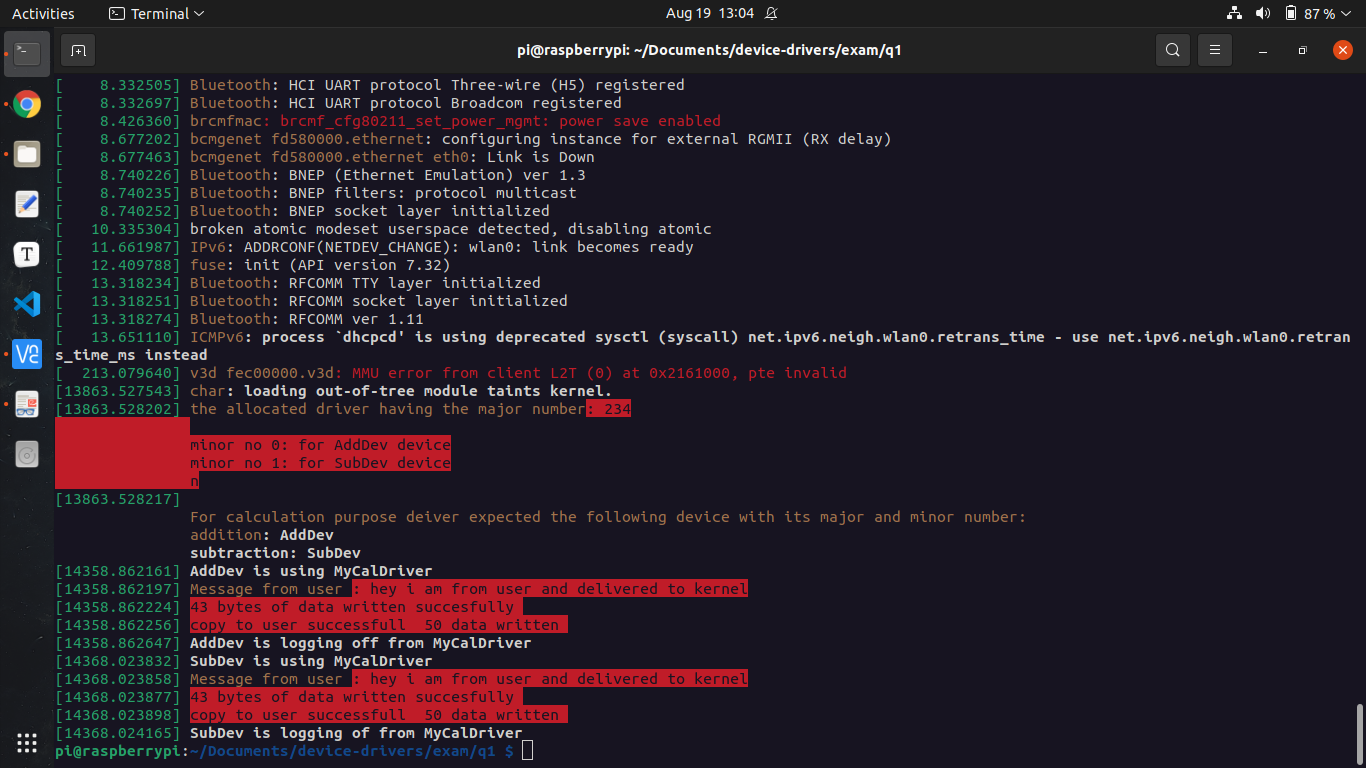 Activities
Terminal
Aug 19 13:04
87 %
pi@raspberrypi: ~/Documents/device-drivers/exam/q1
[    8.332505] Bluetooth: HCI UART protocol Three-wire (H5) registered
[    8.332697] Bluetooth: HCI UART protocol Broadcom registered
[    8.426360] brcmfmac: brcmf_cfg80211_set_power_mgmt: power save enabled
[    8.677202] bcmgenet fd580000.ethernet: configuring instance for external RGMII (RX delay)
[    8.677463] bcmgenet fd580000.ethernet eth0: Link is Down
[    8.740226] Bluetooth: BNEP (Ethernet Emulation) ver 1.3
[    8.740235] Bluetooth: BNEP filters: protocol multicast
[    8.740252] Bluetooth: BNEP socket layer initialized
[   10.335304] broken atomic modeset userspace detected, disabling atomic
[   11.661987] IPv6: ADDRCONF(NETDEV_CHANGE): wlan0: link becomes ready
[   12.409788] fuse: init (API version 7.32)
[   13.318234] Bluetooth: RFCOMM TTY layer initialized
[   13.318251] Bluetooth: RFCOMM socket layer initialized
[   13.318274] Bluetooth: RFCOMM ver 1.11
[   13.651110] ICMPv6: process `dhcpcd' is using deprecated sysctl (syscall) net.ipv6.neigh.wlan0.retrans_time - use net.ipv6.neigh.wlan0.retran
s_time_ms instead
[  213.079640] v3d fec00000.v3d: MMU error from client L2T (0) at 0x2161000, pte invalid
[13863.527543] char: loading out-of-tree module taints kernel.
[13863.528202] the allocated driver having the major number: 234
minor no 0: for AddDev device
minor no 1: for SubDev device
n
[13863.528217]
For calculation purpose deiver expected the following device with its major and minor number:
addition: AddDev
subtraction: SubDev
[14358.862161] AddDev is using MyCalDriver
[14358.862197] Message from user : hey i am from user and delivered to kernel
[14358.862224] 43 bytes of data written succesfully
[14358.862256] copy to user successfull  50 data written
[14358.862647] AddDev is logging off from MyCalDriver
[14368.023832] SubDev is using MyCalDriver
[14368.023858] Message from user : hey i am from user and delivered to kernel
[14368.023877] 43 bytes of data written succesfully
[14368.023898] copy to user successfull  50 data written
[14368.024165] SubDev is logging of from MyCalDriver
pi@raspberrypi:~/Documents/device-drivers/exam/q1 $